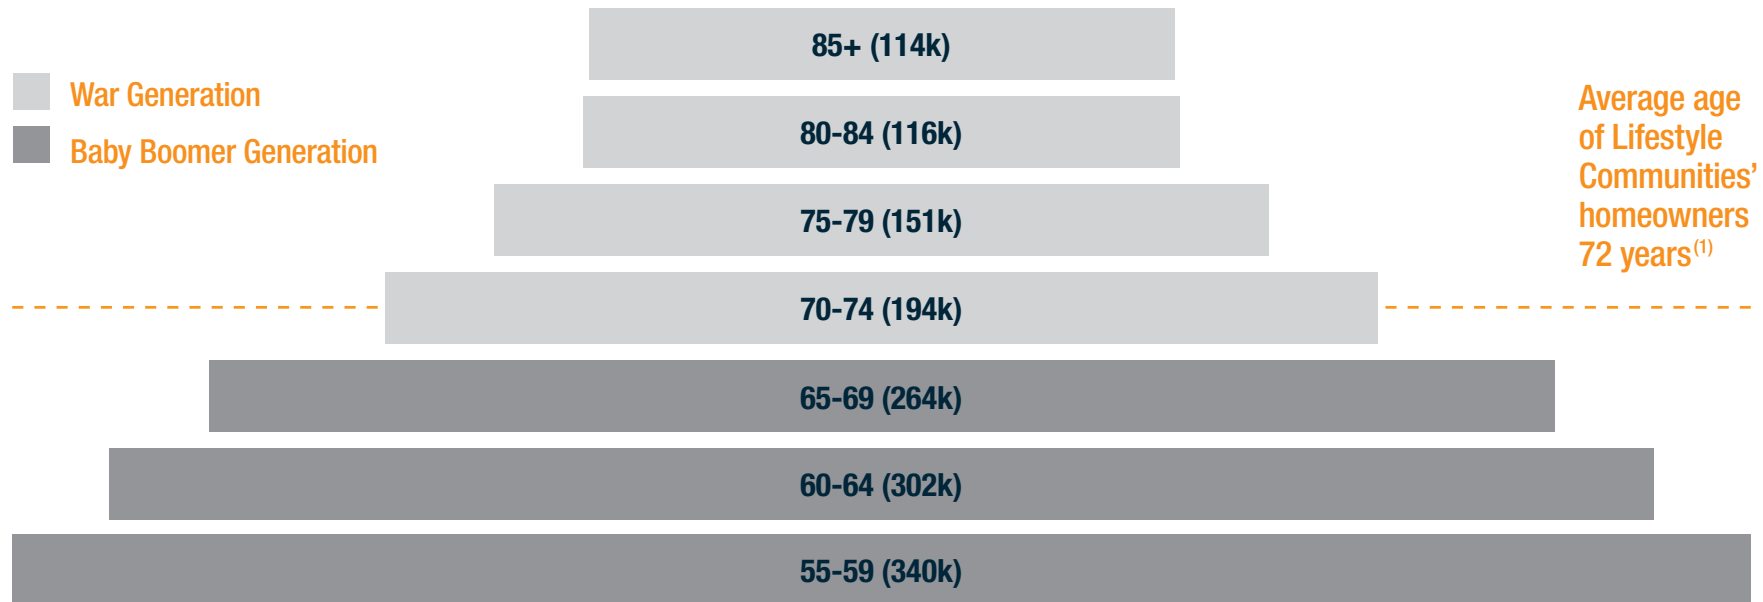 War Generation
Baby Boomer Generation
85+ (114k)
80-84 (116k)
75-79 (151k)
70-74 (194k)
65-69 (264k)
60-64 (302k)
55-59 (340k)
Average age
of Lifestyle
Communities’
homeowners
72 years(1)